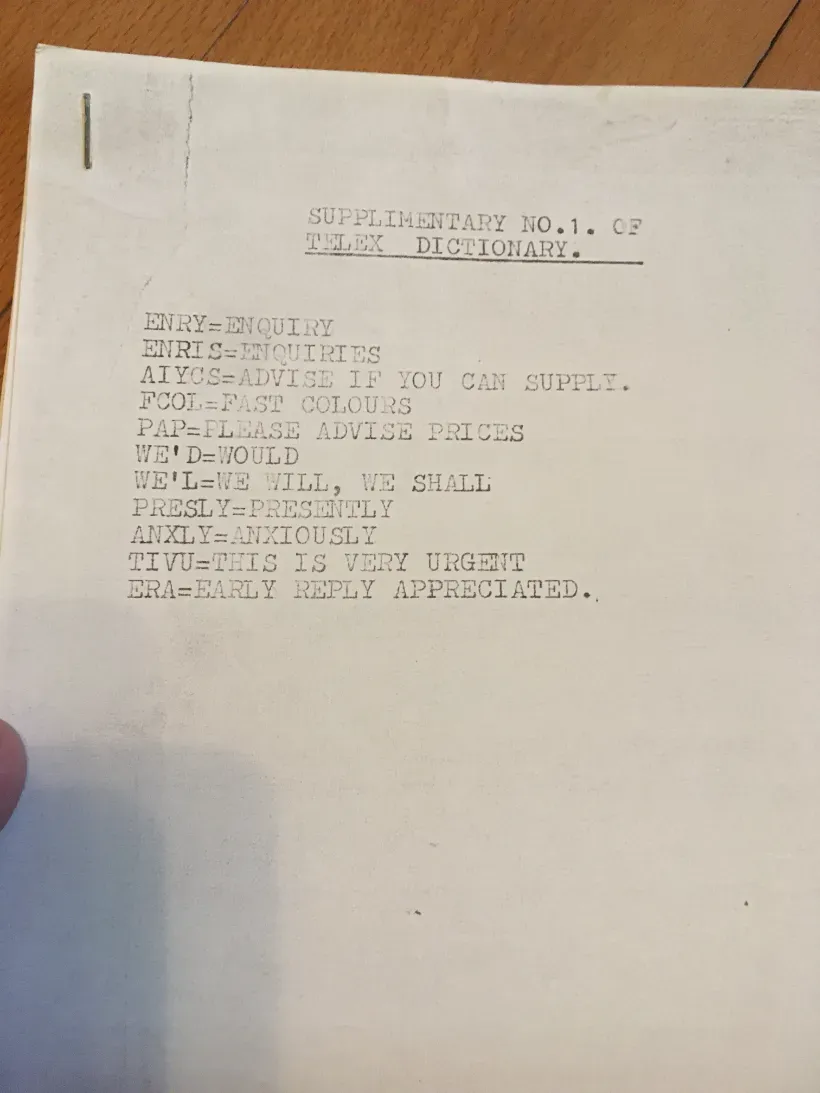 SUPPLIMENTARY NO.1. OF
TELEX DICTIONARY.
ENRY=ENQUIRY
ENRIS=ENQUIRIES
AIYCS=ADVISE IF YOU CAN SUPPLY.
FCOL=FAST COLOURS
PAP=PLEASE ADVISE PRICES
WE'D=WOULD
WE'L=WE WILL, WE SHALL
PRESLY=PRESENTLY
ANXLY=ANXIOUSLY
TIVU=THIS IS VERY URGENT
ERA=EARLY REPLY APPRECIATED.